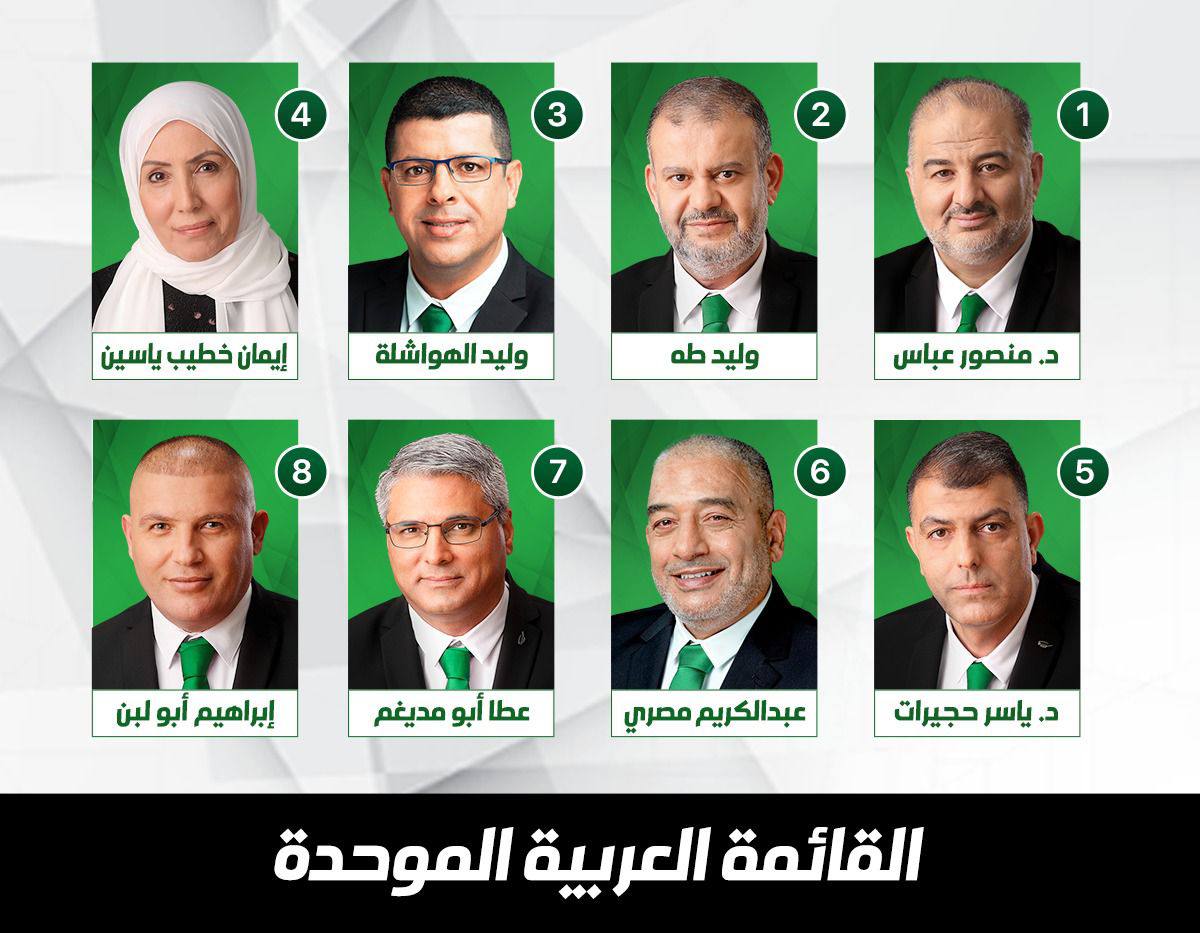 1
د. منصور عباس
2
وليد طه
3
وليد الهواشلة
4
إيمان خطيب ياسين
5
د. ياسر حجيرات
6
عبدالكريم مصري
7
عطا أبو مديغم
8
إبراهيم أبو لبن
القائمة العربية الموحدة